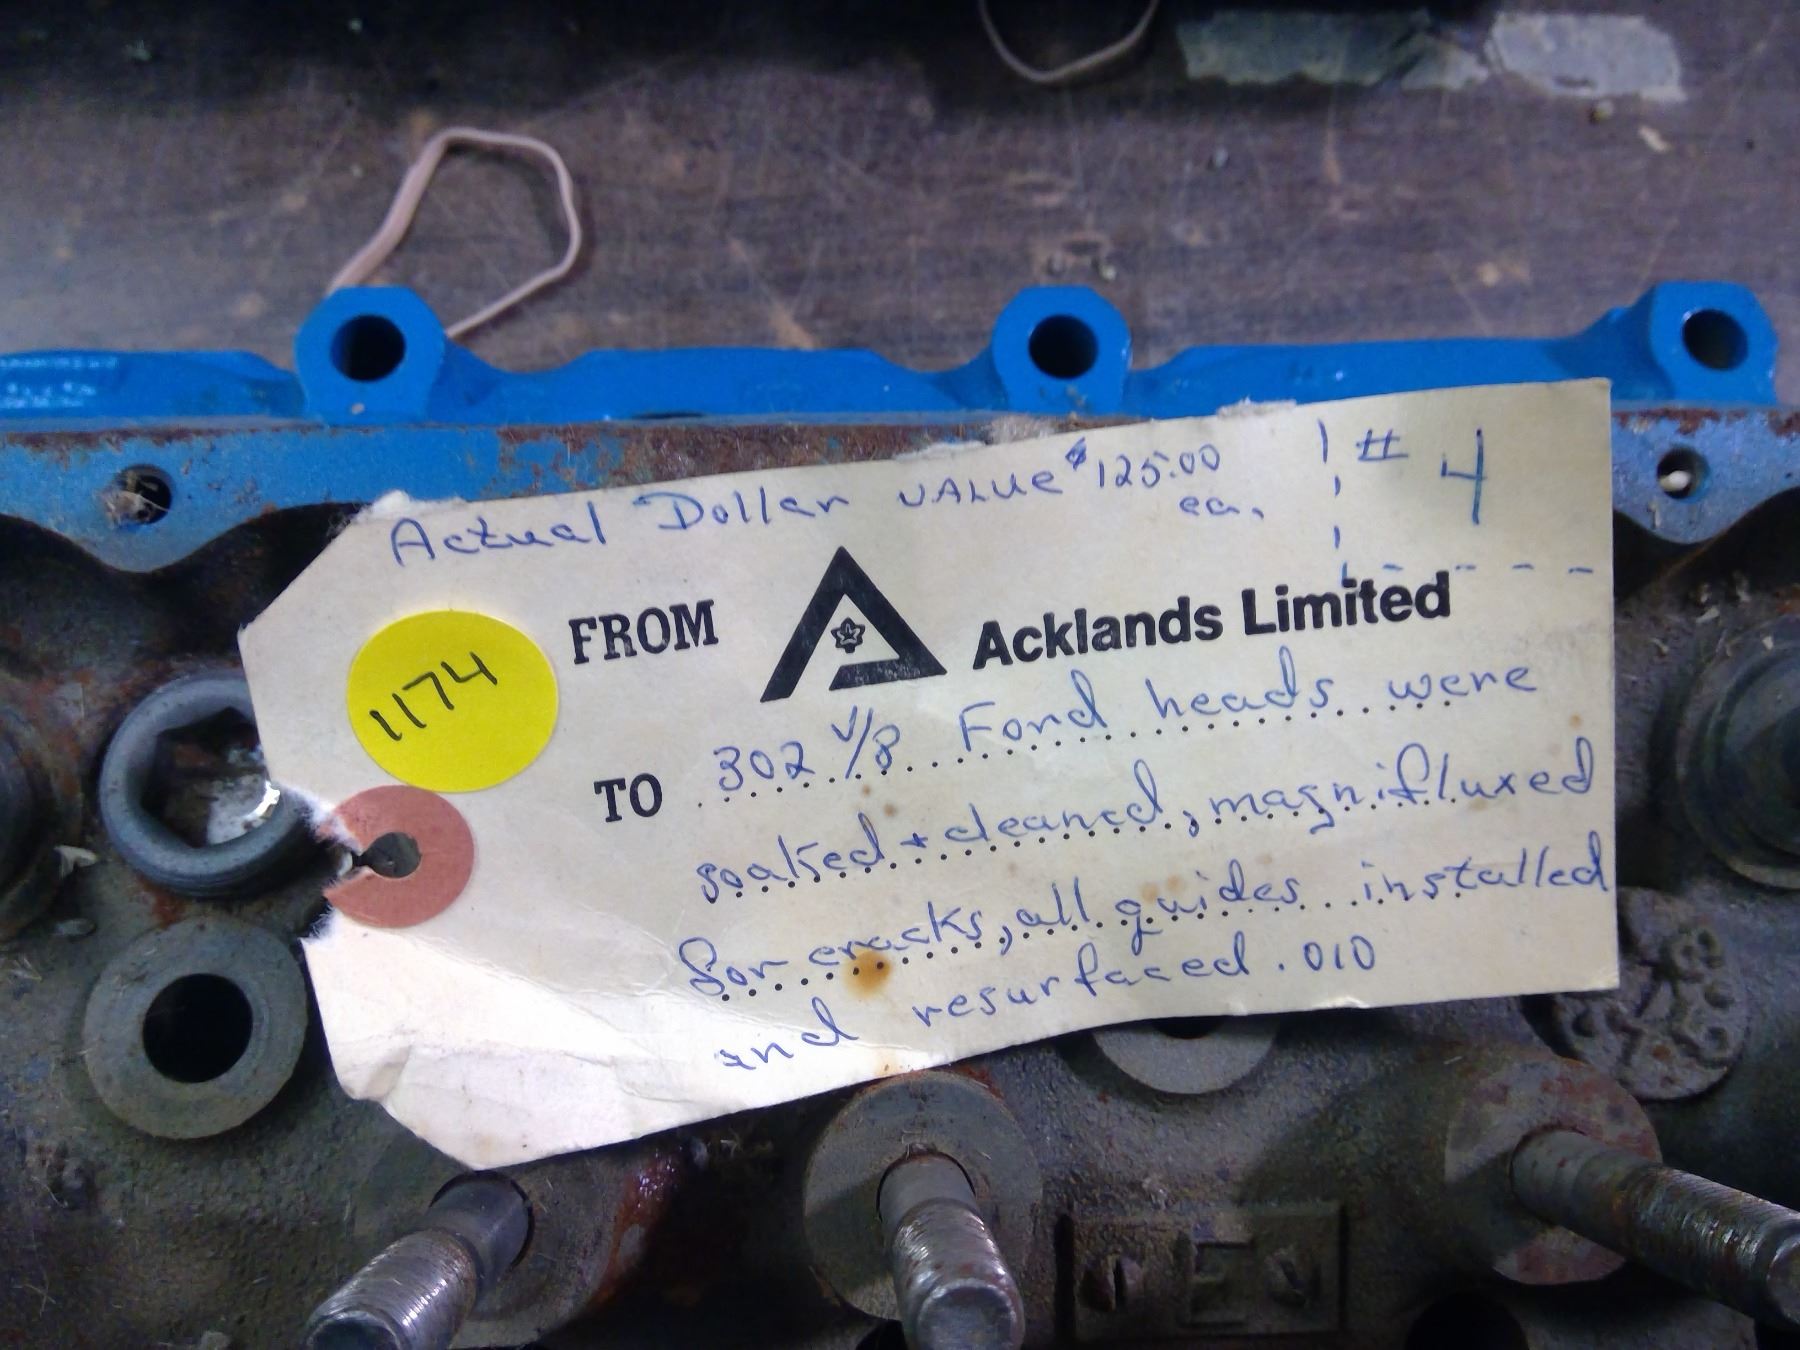 Actual Dollar VALUE $125.00
ea.
# 4
FROM Acklands Limited
1174
TO 302 V/8 Ford heads were
soaked + cleaned, magnifluxed
for cracks, all guides installed
and resurfaced .010